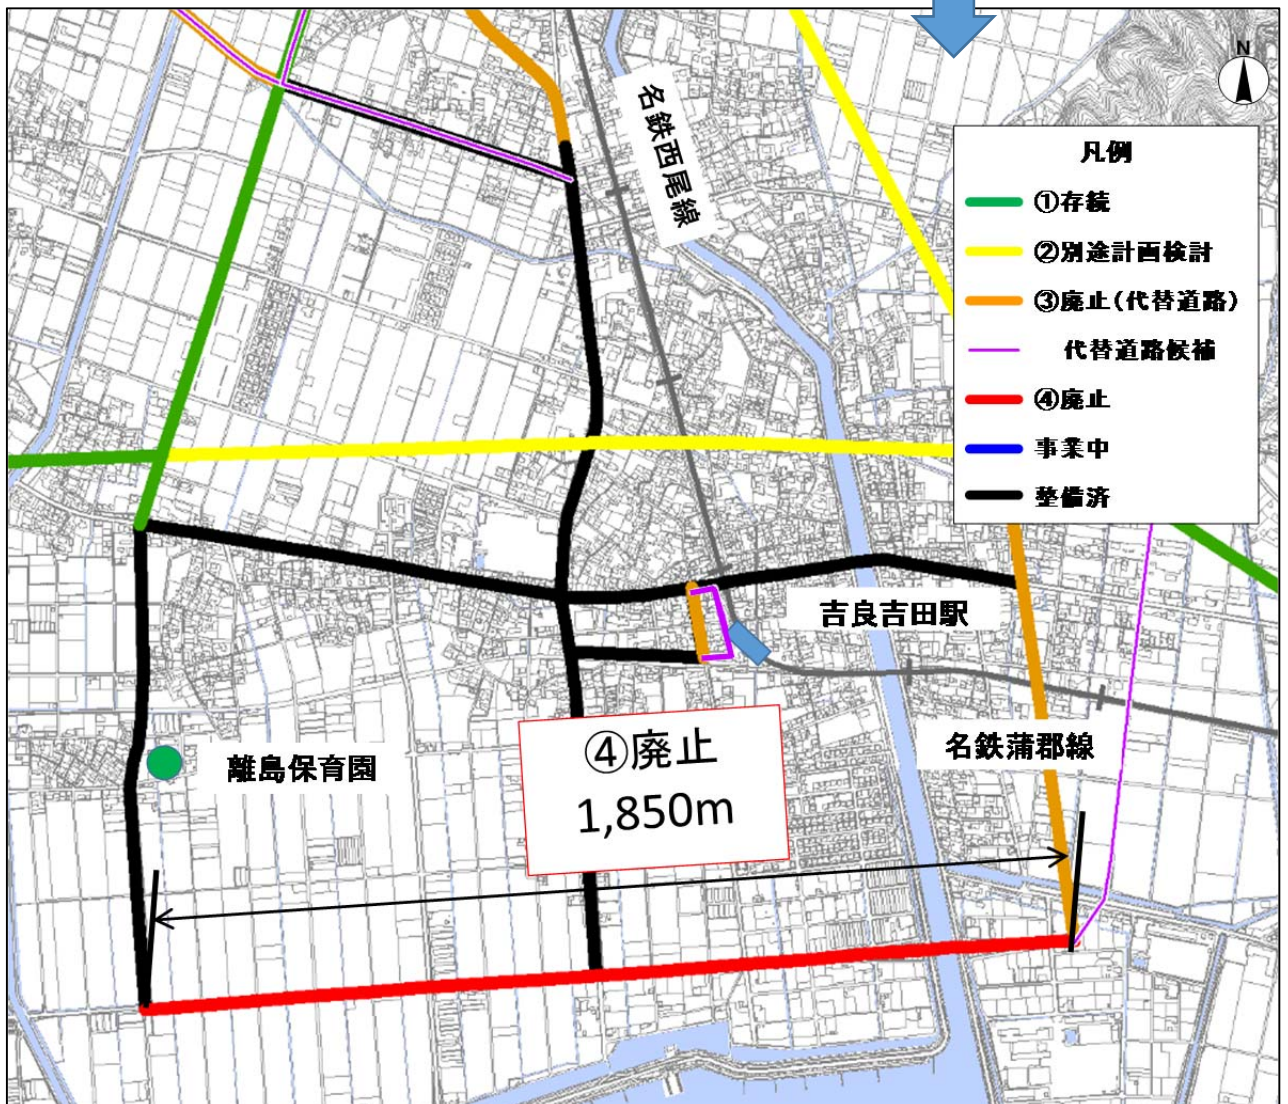 N
名鉄西尾線
凡例
①存続
②別途計画検討
③廃止(代替道路)
代替道路候補
④廃止
事業中
整備済
吉良吉田駅
名鉄蒲郡線
離島保育園
④廃止
1,850m